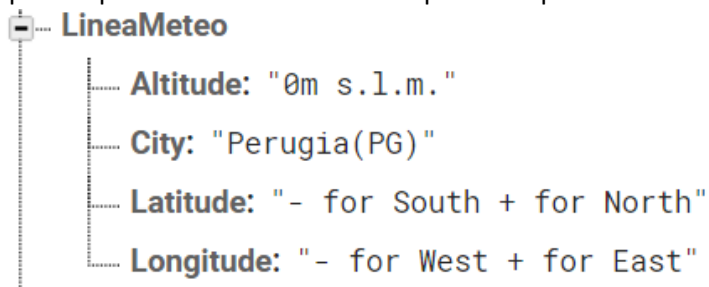 LineaMeteo
Altitude: "0m s.l.m."
City: "Perugia(PG)"
Latitude: "- for South + for North"
Longitude: "- for West + for East"